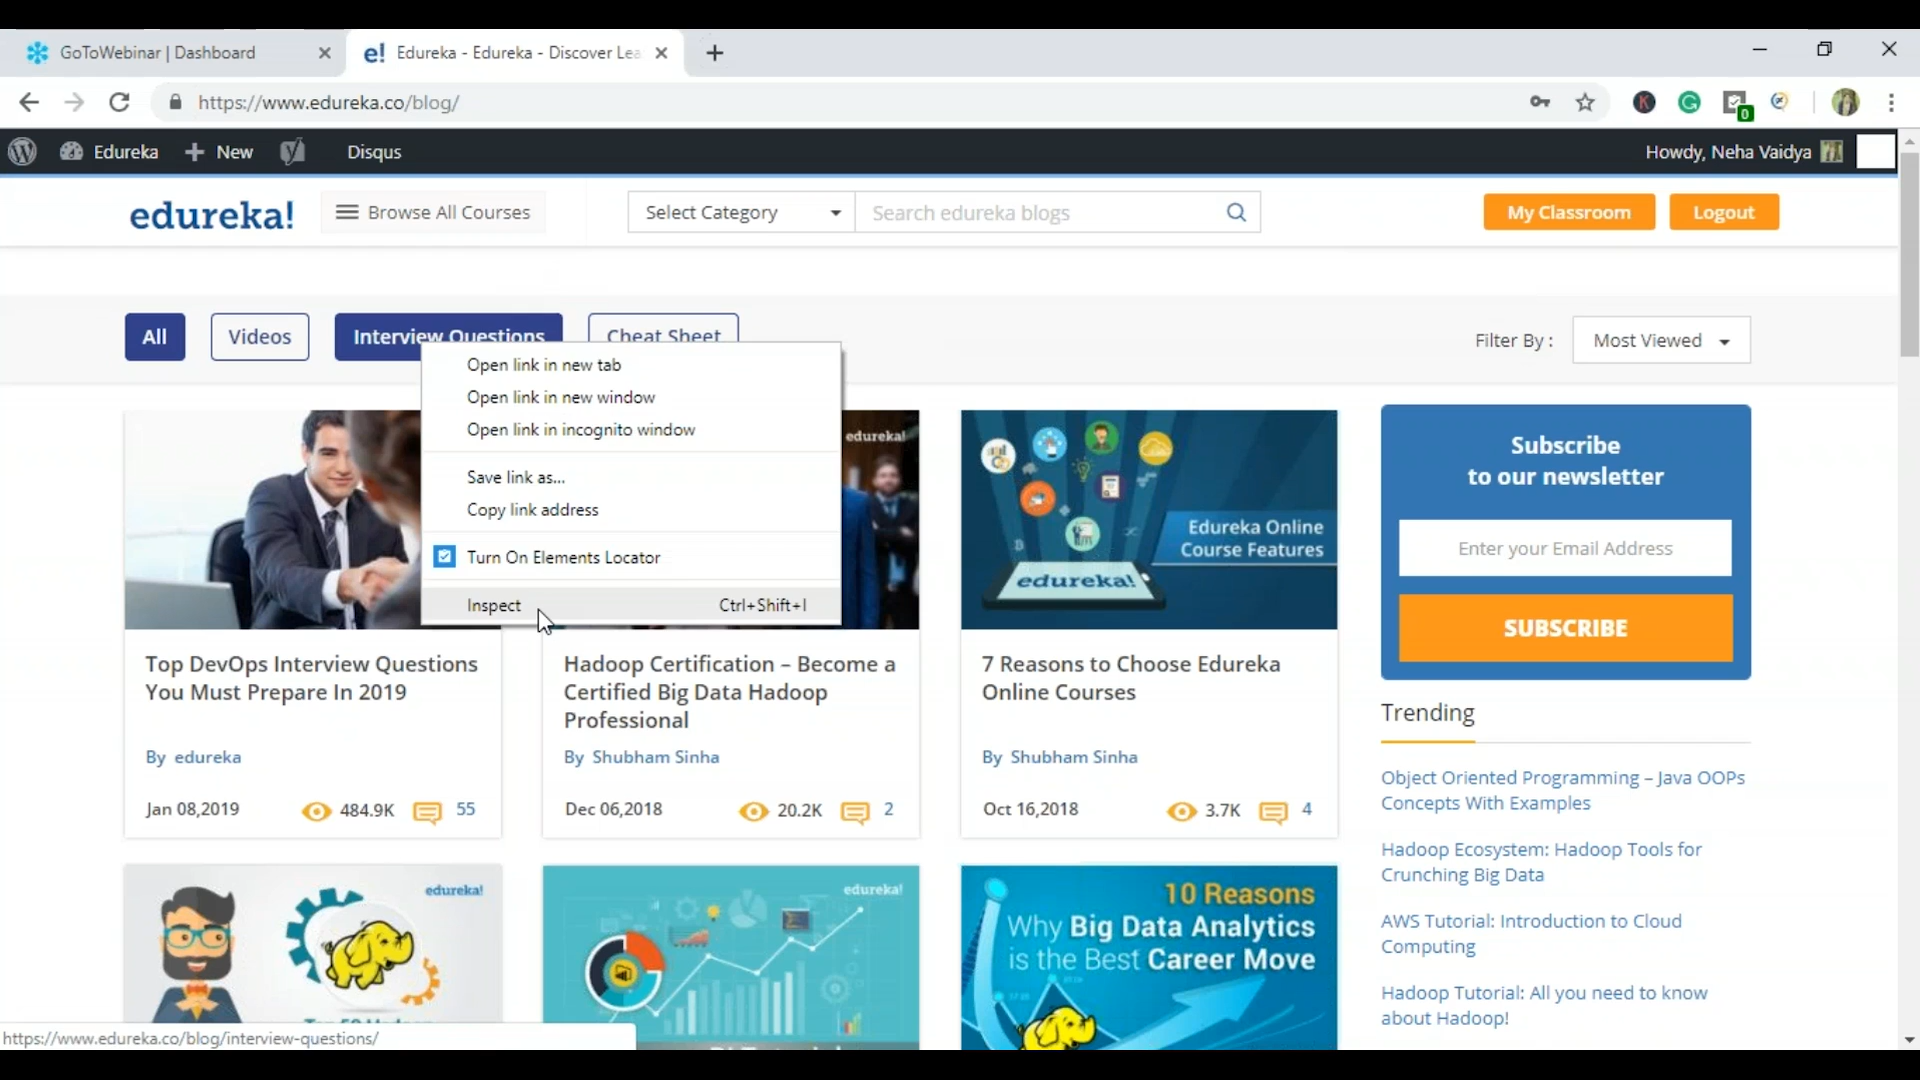 GoToWebinar | Dashboard
Edureka - Edureka - Discover Lea
https://www.edureka.co/blog/
K
0
Edureka
New
Disqus
Howdy, Neha Vaidya
edureka!
Browse All Courses
Select Category
Search edureka blogs
My Classroom
Logout
All
Videos
Interview Questions
Cheat Sheet
Filter By :
Most Viewed
Open link in new tab
Open link in new window
Open link in incognito window
Save link as...
Copy link address
Turn On Elements Locator
Inspect
Ctrl+Shift+I
edureka!
Edureka Online
Course Features
edureka!
Subscribe
to our newsletter
Enter your Email Address
SUBSCRIBE
Top DevOps Interview Questions
You Must Prepare In 2019
By edureka
Jan 08,2019
484.9K
55
Hadoop Certification – Become a
Certified Big Data Hadoop
Professional
By Shubham Sinha
Dec 06,2018
20.2K
2
7 Reasons to Choose Edureka
Online Courses
By Shubham Sinha
Oct 16,2018
3.7K
4
Trending
Object Oriented Programming – Java OOPs
Concepts With Examples
Hadoop Ecosystem: Hadoop Tools for
Crunching Big Data
AWS Tutorial: Introduction to Cloud
Computing
Hadoop Tutorial: All you need to know
about Hadoop!
edureka!
edureka!
10 Reasons
Why Big Data Analytics
is the Best Career Move
https://www.edureka.co/blog/interview-questions/